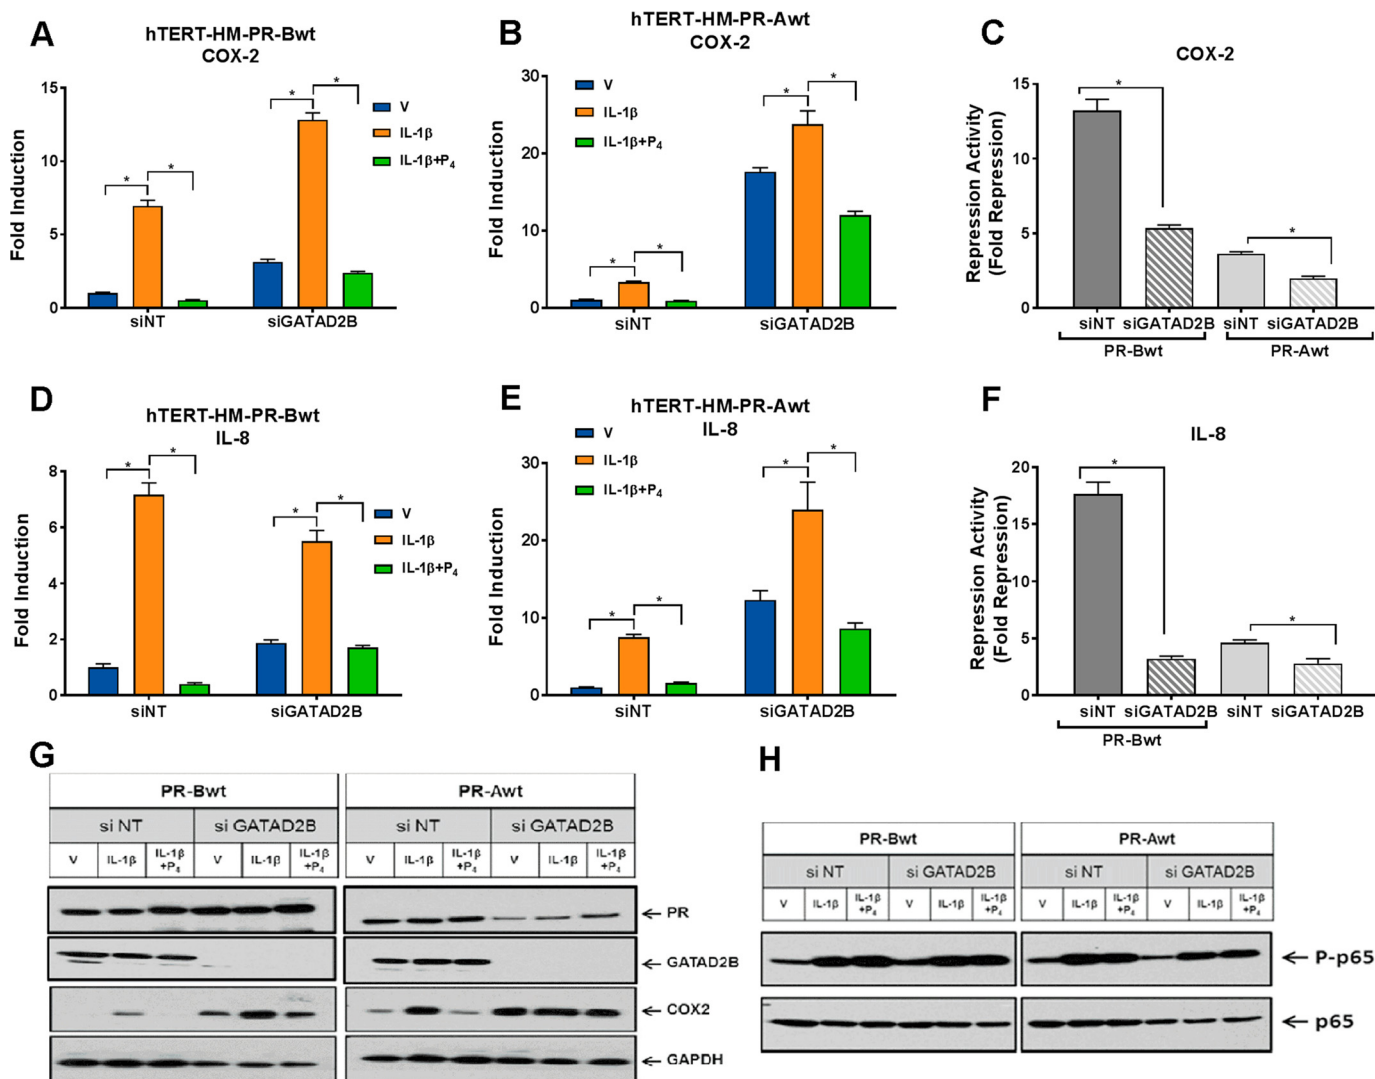 A
hTERT-HM-PR-Bwt
COX-2
Fold Induction
15
10
5
0
*
*
*
*
V
IL-1β
IL-1β+P4
siNT
siGATAD2B
B
hTERT-HM-PR-Awt
COX-2
Fold Induction
30
20
10
0
V
IL-1β
IL-1β+P4
*
*
*
*
siNT
siGATAD2B
C
COX-2
Repression Activity
(Fold Repression)
15
10
5
0
*
*
siNT siGATAD2B siNT siGATAD2B
PR-Bwt PR-Awt
D
hTERT-HM-PR-Bwt
IL-8
Fold Induction
8
6
4
2
0
*
*
*
*
V
IL-1β
IL-1β+P4
siNT
siGATAD2B
E
hTERT-HM-PR-Awt
IL-8
Fold Induction
30
20
10
0
V
IL-1β
IL-1β+P4
*
*
*
*
siNT
siGATAD2B
F
IL-8
Repression Activity
(Fold Repression)
20
15
10
5
0
*
*
siNT siGATAD2B siNT siGATAD2B
PR-Bwt
G
PR-Bwt PR-Awt
si NT si GATAD2B si NT si GATAD2B
V IL-1β IL-1β +P4 V IL-1β IL-1β +P4 V IL-1β IL-1β +P4 V IL-1β IL-1β +P4
← PR
← GATAD2B
← COX2
← GAPDH
H
PR-Bwt PR-Awt
si NT si GATAD2B si NT si GATAD2B
V IL-1β IL-1β +P4 V IL-1β IL-1β +P4 V IL-1β IL-1β +P4 V IL-1β IL-1β +P4
← P-p65
← p65